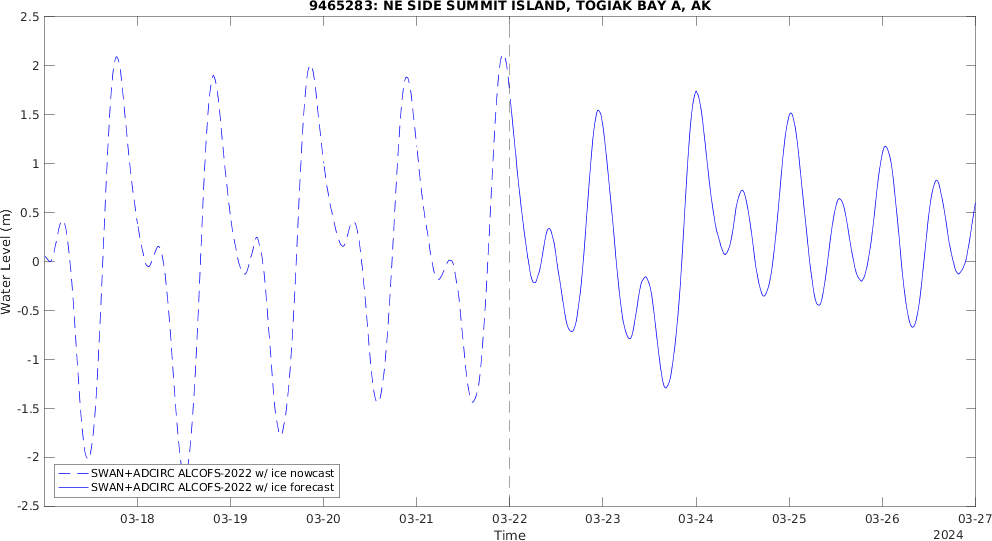 9465283: NE SIDE SUMMIT ISLAND, TOGIAK BAY A, AK
2.5
2
1.5
1
0.5
0
-0.5
-1
-1.5
-2
-2.5
Water Level (m)
SWAN+ADCIRC ALCOFS-2022 w/ ice nowcast
SWAN+ADCIRC ALCOFS-2022 w/ ice forecast
03-18 03-19 03-20 03-21 03-22 03-23 03-24 03-25 03-26 03-27
Time
2024